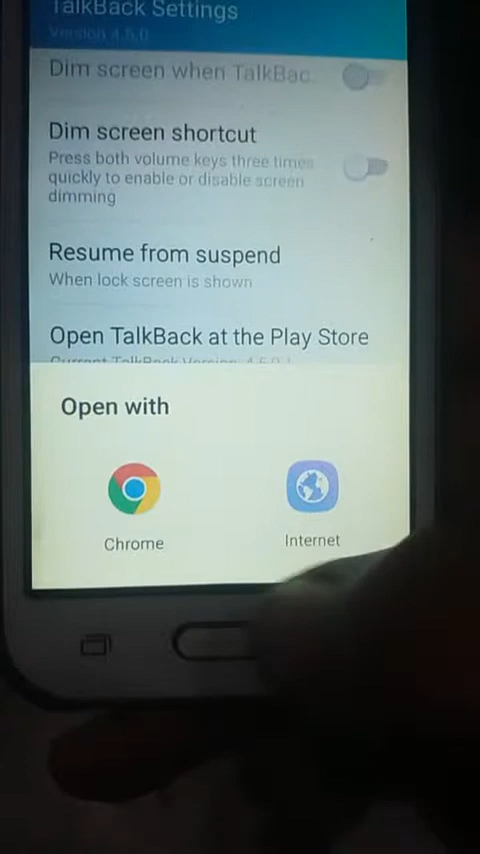 TalkBack Settings
Version 4.5.0
Dim screen when TalkBac...
Dim screen shortcut
Press both volume keys three times
quickly to enable or disable screen
dimming
Resume from suspend
When lock screen is shown
Open TalkBack at the Play Store
Current TalkBack Version: 4.5.0.1
Open with
Chrome
Internet